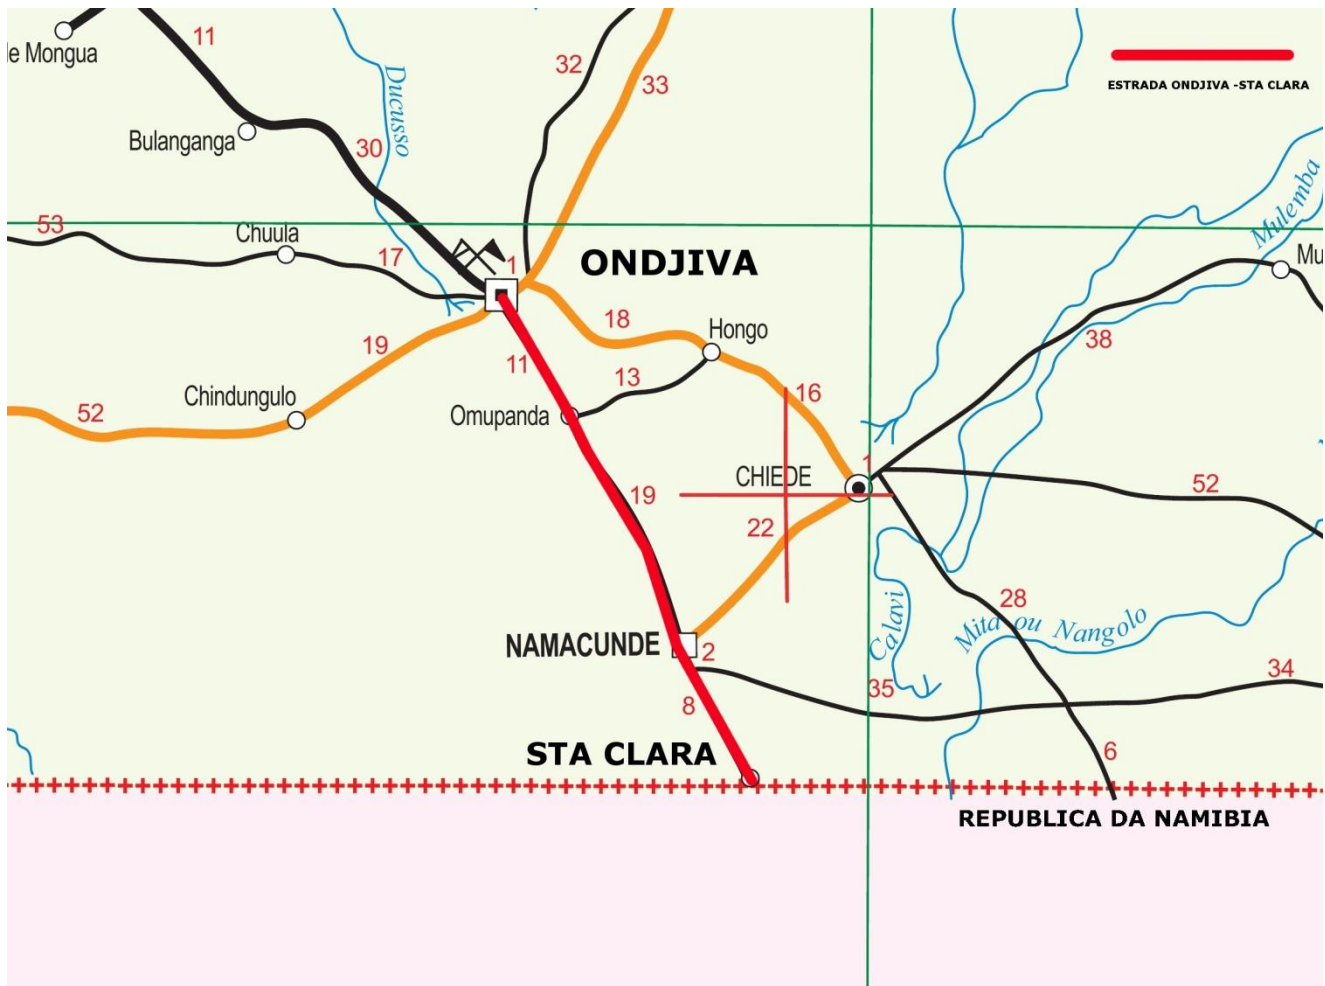 11
32
33
ESTRADA ONDJIVA -STA CLARA
le Mongua
Ducusso
Bulanganga
30
Mulemba
53
Chuula
17
1
ONDJIVA
Mu
19
18
Hongo
38
11
13
16
52
Chindungulo
Omupanda
CHIEDE
1
19
52
22
Calavi
28
Mita ou Nangolo
NAMACUNDE
2
35
34
8
STA CLARA
6
REPUBLICA DA NAMIBIA